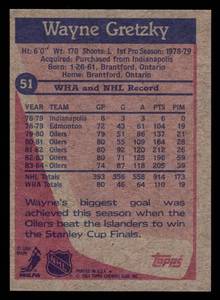 Wayne Gretzky
Ht: 6'0" Wt: 170 Shoots: L 1st Pro Season: 1978-79
Acquired: Purchased from Indianapolis
Born: 1-26-61, Brantford, Ontario
Home: Brantford, Ontario
51
WHA and NHL Record
YEAR TEAM GP G A PTS PIM
78-79 Indianapolis
78-79 Edmonton 72 43 61 104 19
79-80 Oilers 79 51 86 137 21
80-81 Oilers 80 55 109 164 28
81-82 Oilers 80 92 120 212 26
82-83 Oilers 80 71 125 196 59
83-84 Oilers 74 87 118 205 39
NHL Totals 393 356 558 914 173
WHA Totals 80 46 64 110 19
Wayne's biggest goal was
achieved this season when the
Oilers beat the Islanders to win
the Stanley Cup Finals.
NHLPA
NHL
topps